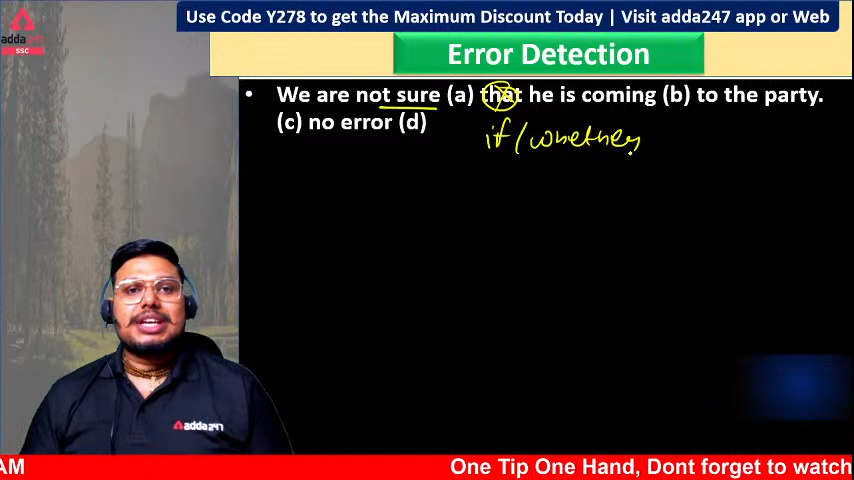 Use Code Y278 to get the Maximum Discount Today | Visit adda247 app or Web
adda247
SSC
Error Detection
• We are not sure (a) that he is coming (b) to the party.
(c) no error (d)
if/whether
adda247
AM One Tip One Hand, Dont forget to watch